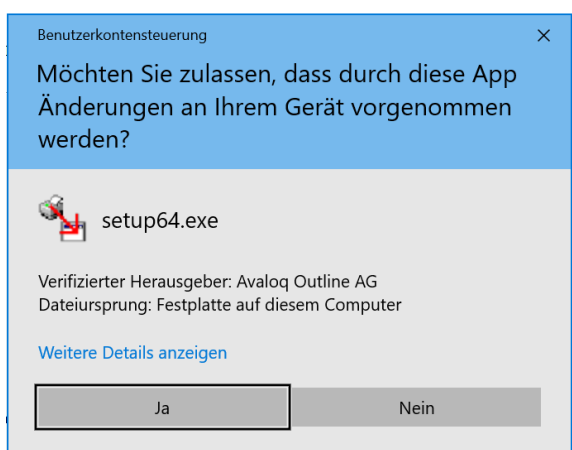 Benutzerkontensteuerung
Möchten Sie zulassen, dass durch diese App
Änderungen an Ihrem Gerät vorgenommen
werden?
setup64.exe
Verifizierter Herausgeber: Avaloq Outline AG
Dateiursprung: Festplatte auf diesem Computer
Weitere Details anzeigen
Ja
Nein